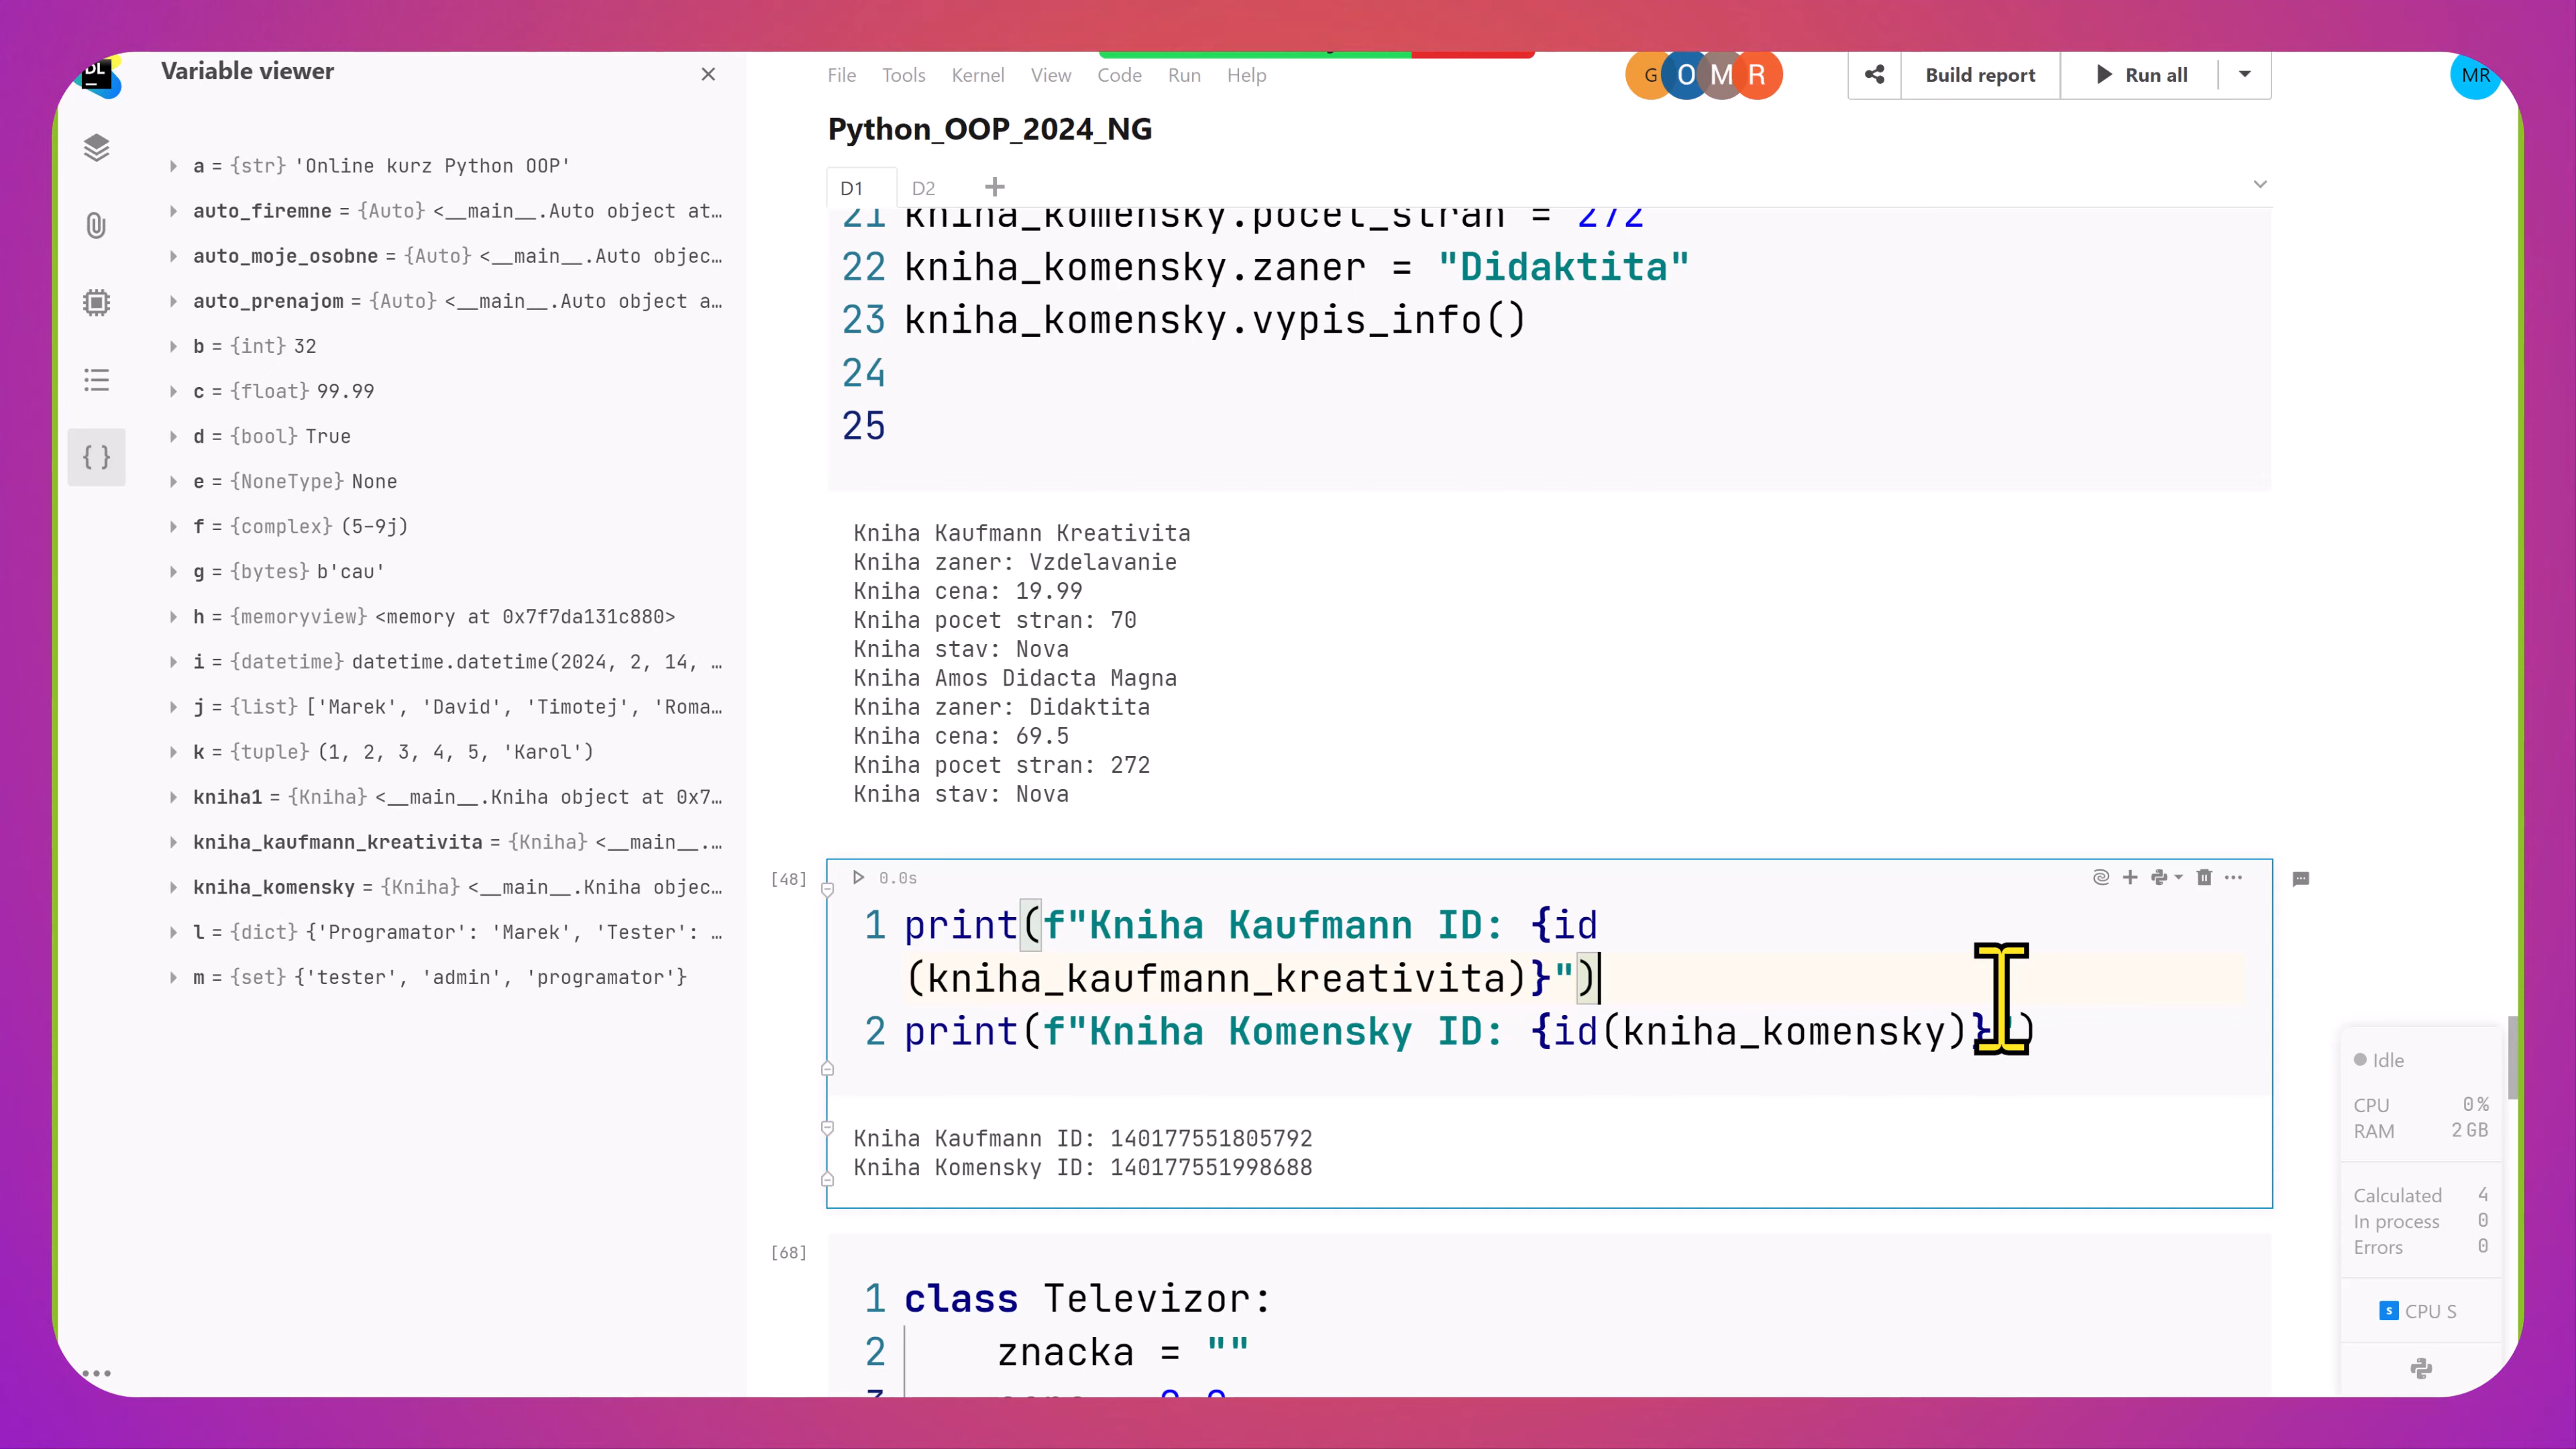 DL
Variable viewer
File Tools Kernel View Code Run Help
G O M R
Build report
Run all
MR
Python_OOP_2024_NG
D1 D2
a = {str} 'Online kurz Python OOP'
auto_firemne = {Auto} <__main__.Auto object at…
auto_moje_osobne = {Auto} <__main__.Auto objec…
auto_prenajom = {Auto} <__main__.Auto object a…
b = {int} 32
c = {float} 99.99
d = {bool} True
e = {NoneType} None
f = {complex} (5-9j)
g = {bytes} b'cau'
h = {memoryview} <memory at 0x7f7da131c880>
i = {datetime} datetime.datetime(2024, 2, 14, …
j = {list} ['Marek', 'David', 'Timotej', 'Roma…
k = {tuple} (1, 2, 3, 4, 5, 'Karol')
kniha1 = {Kniha} <__main__.Kniha object at 0x7…
kniha_kaufmann_kreativita = {Kniha} <__main__.…
kniha_komensky = {Kniha} <__main__.Kniha objec…
l = {dict} {'Programator': 'Marek', 'Tester': …
m = {set} {'tester', 'admin', 'programator'}
21 kniha_komensky.pocet_stran = 272
22 kniha_komensky.zaner = "Didaktita"
23 kniha_komensky.vypis_info()
24
25
Kniha Kaufmann Kreativita
Kniha zaner: Vzdelavanie
Kniha cena: 19.99
Kniha pocet stran: 70
Kniha stav: Nova
Kniha Amos Didacta Magna
Kniha zaner: Didaktita
Kniha cena: 69.5
Kniha pocet stran: 272
Kniha stav: Nova
[48] 0.0s
1 print(f"Kniha Kaufmann ID: {id
(kniha_kaufmann_kreativita)}")
2 print(f"Kniha Komensky ID: {id(kniha_komensky)}")
Kniha Kaufmann ID: 140177551805792
Kniha Komensky ID: 140177551998688
[68]
1 class Televizor:
2 znacka = ""
Idle
CPU 0%
RAM 2 GB
Calculated 4
In process 0
Errors 0
S CPU S